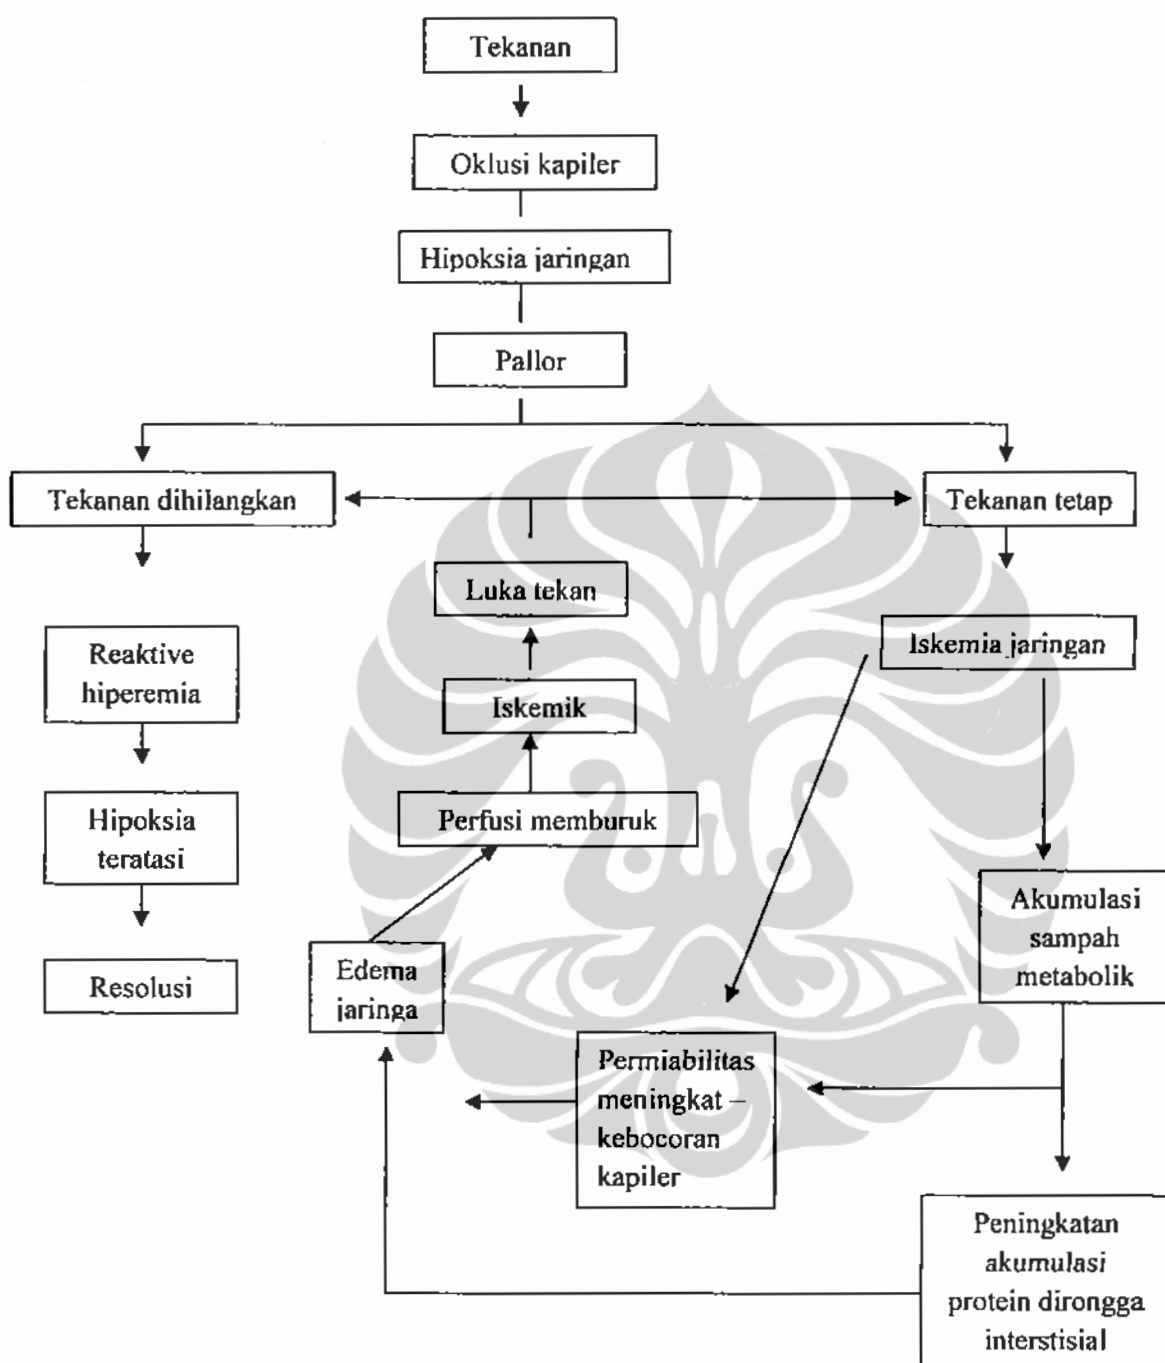 Tekanan
Oklusi kapiler
Hipoksia jaringan
Pallor
Tekanan dihilangkan
Tekanan tetap
Luka tekan
Reaktive
hiperemia
Iskemia jaringan
Iskemik
Hipoksia
teratasi
Perfusi memburuk
Akumulasi
sampah
metabolik
Edema
jaringa
Resolusi
Permiabilitas
meningkat –
kebocoran
kapiler
Peningkatan
akumulasi
protein dirongga
interstisial